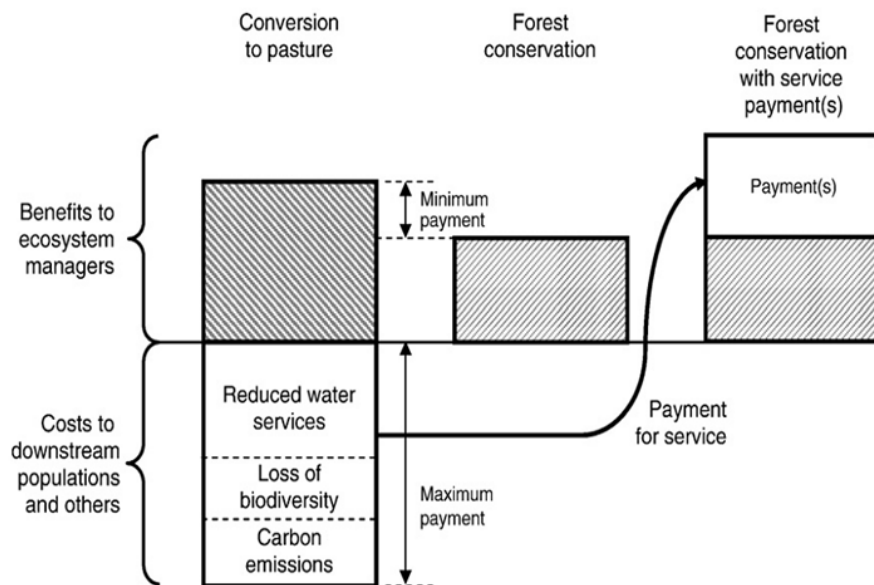 Conversion
to pasture
Forest
conservation
Forest
conservation
with service
payment(s)
Benefits to
ecosystem
managers
Minimum
payment
Payment(s)
Costs to
downstream
populations
and others
Reduced water
services
Loss of
biodiversity
Carbon
emissions
Maximum
payment
Payment
for service